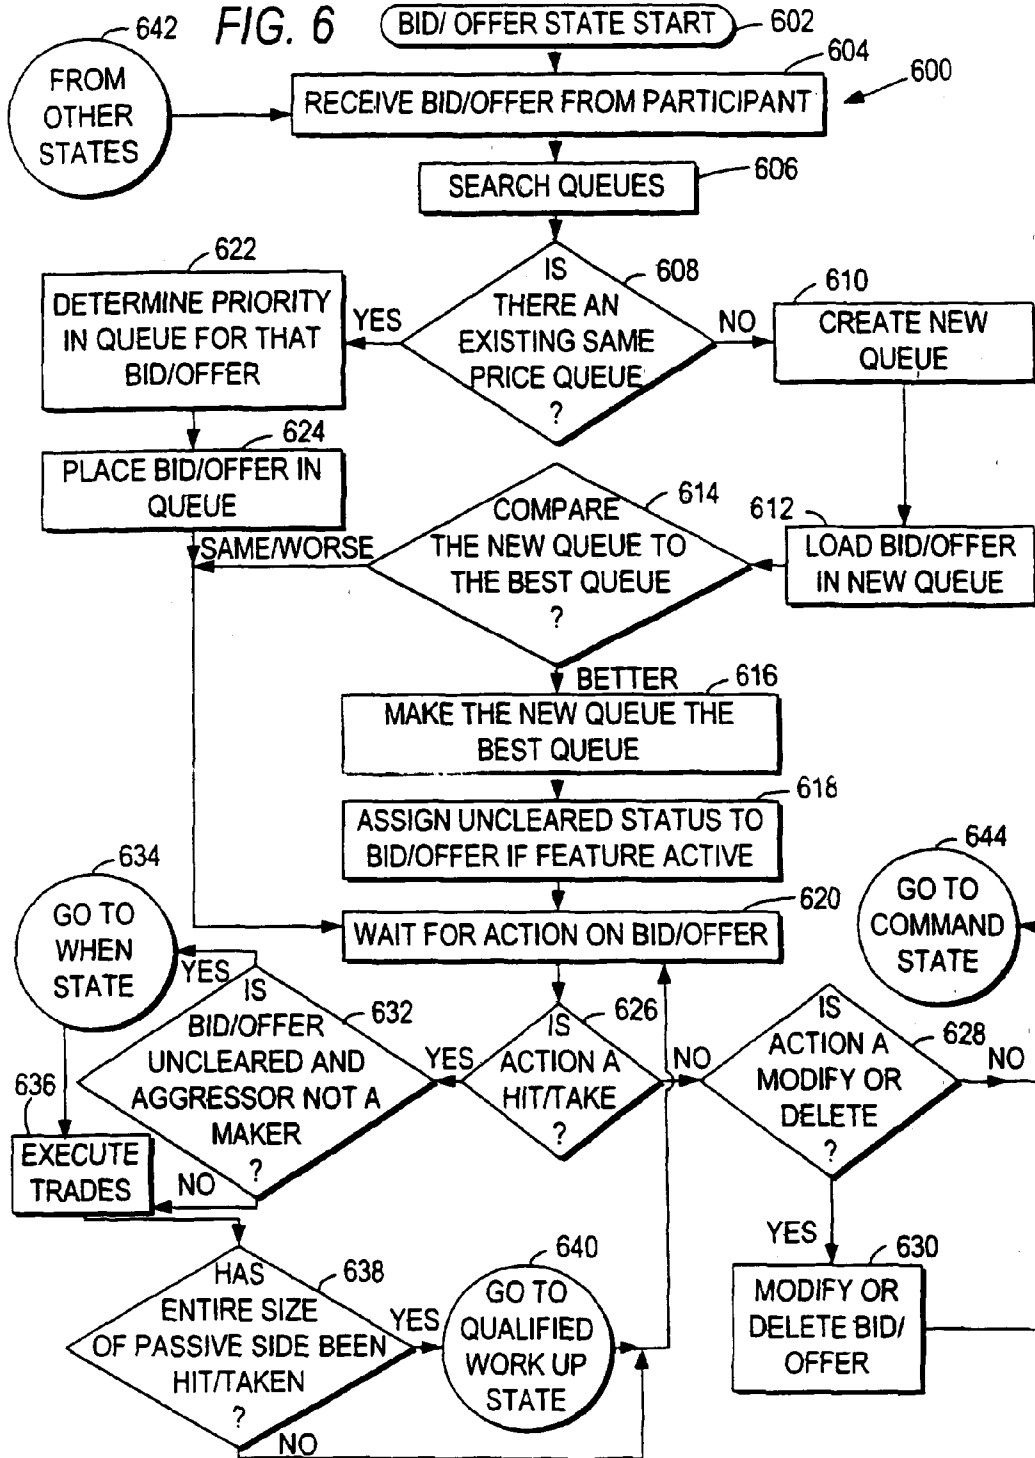 FIG. 6
BID/ OFFER STATE START
602
642
FROM
OTHER
STATES
604
600
RECEIVE BID/OFFER FROM PARTICIPANT
SEARCH QUEUES
606
622
DETERMINE PRIORITY
IN QUEUE FOR THAT
BID/OFFER
YES
IS
THERE AN
EXISTING SAME
PRICE QUEUE
?
608
NO
610
CREATE NEW
QUEUE
624
PLACE BID/OFFER IN
QUEUE
SAME/WORSE
COMPARE
THE NEW QUEUE TO
THE BEST QUEUE
?
614
612
LOAD BID/OFFER
IN NEW QUEUE
BETTER
616
MAKE THE NEW QUEUE THE
BEST QUEUE
618
ASSIGN UNCLEARED STATUS TO
BID/OFFER IF FEATURE ACTIVE
620
WAIT FOR ACTION ON BID/OFFER
644
GO TO
COMMAND
STATE
634
GO TO
WHEN
STATE
YES
IS
BID/OFFER
UNCLEARED AND
AGGRESSOR NOT A
MAKER
?
632
YES
IS
ACTION A
HIT/TAKE
?
626
NO
IS
ACTION A
MODIFY OR
DELETE
?
628
NO
636
EXECUTE
TRADES
NO
YES
630
MODIFY OR
DELETE BID/
OFFER
HAS
ENTIRE SIZE
OF PASSIVE SIDE BEEN
HIT/TAKEN
?
638
YES
640
GO TO
QUALIFIED
WORK UP
STATE
NO